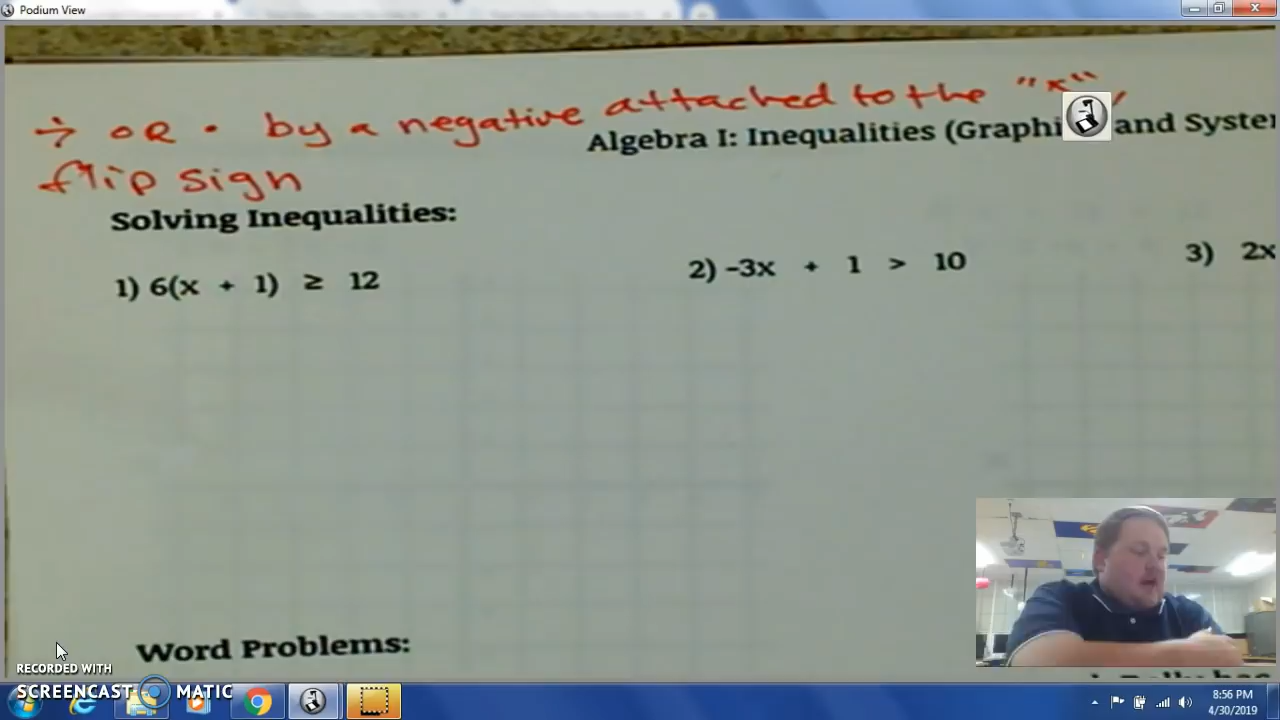 Podium View
÷ OR • by a negative attached to the "x",
flip sign
Algebra I: Inequalities (Graphi and Syste
Solving Inequalities:
1) 6(x + 1) ≥ 12
2) -3x + 1 > 10
3) 2x
Word Problems:
RECORDED WITH
SCREENCAST MATIC
8:56 PM
4/30/2019